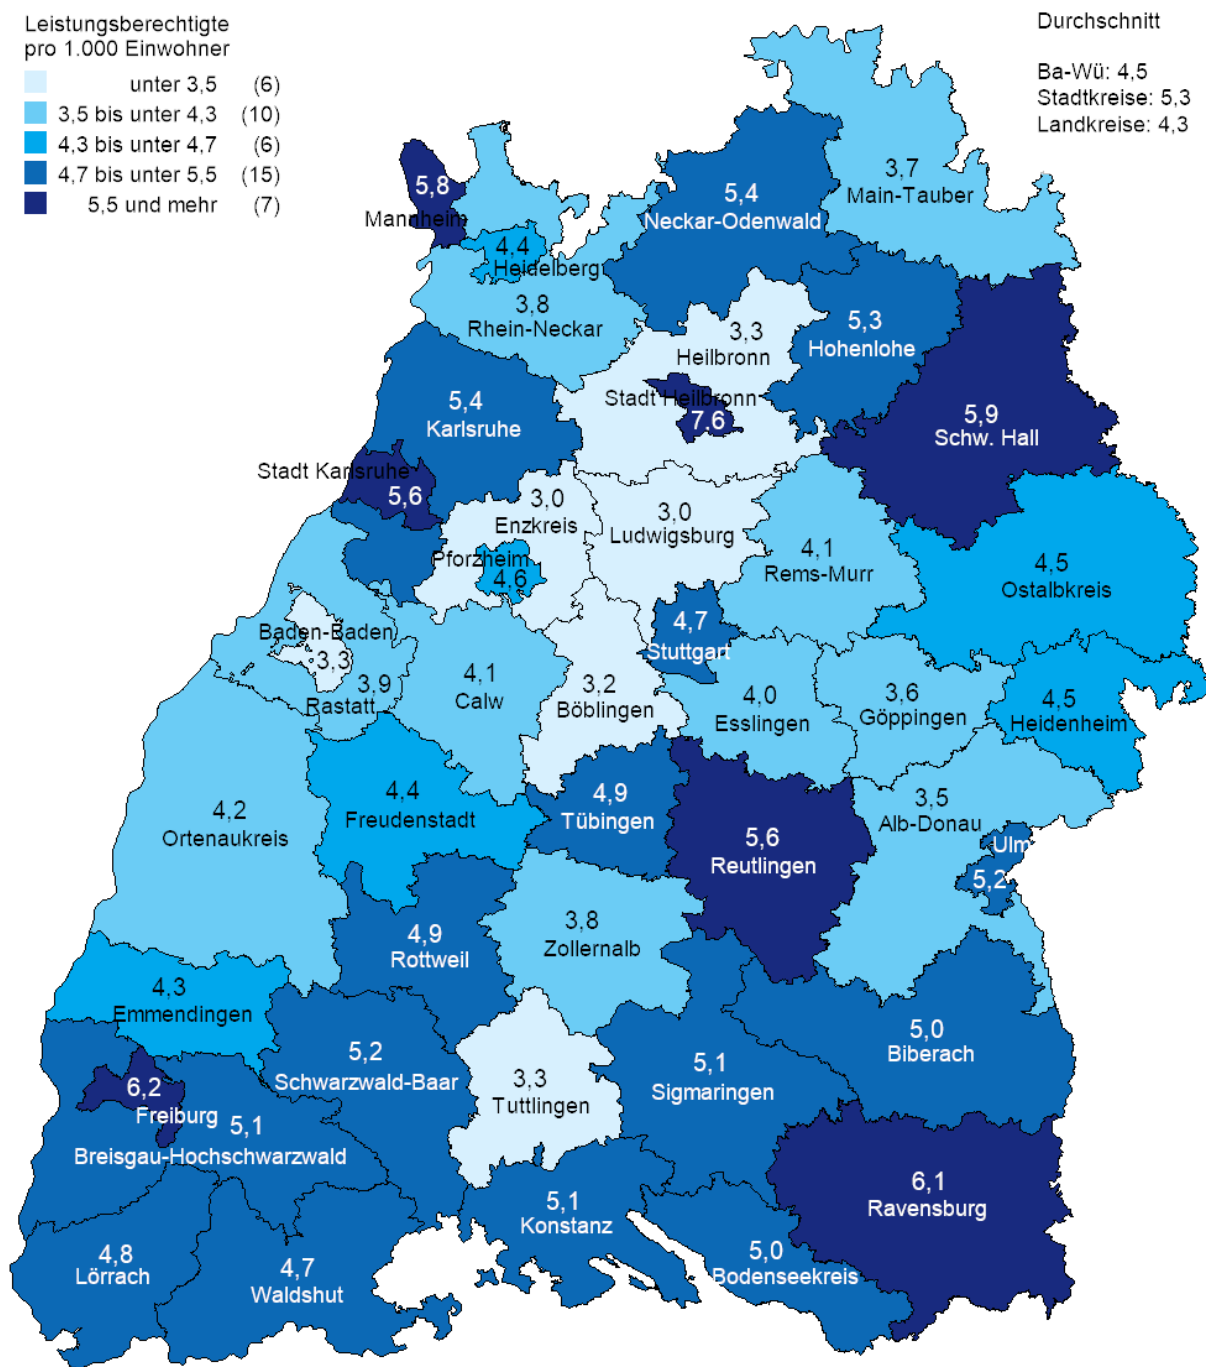 Leistungsberechtigte
pro 1.000 Einwohner
unter 3,5 (6)
3,5 bis unter 4,3 (10)
4,3 bis unter 4,7 (6)
4,7 bis unter 5,5 (15)
5,5 und mehr (7)
Durchschnitt
Ba-Wü: 4,5
Stadtkreise: 5,3
Landkreise: 4,3
3,7
Main-Tauber
5,8
Mannheim
5,4
Neckar-Odenwald
4,4
Heidelberg
3,8
Rhein-Neckar
3,3
Heilbronn
5,3
Hohenlohe
Stadt Heilbronn
7.6
5,4
Karlsruhe
5,9
Schw. Hall
Stadt Karlsruhe
5,6
3,0
Enzkreis
3,0
Ludwigsburg
4,1
Rems-Murr
Pforzheim
4,6
4,5
Ostalbkreis
4,7
Stuttgart
Baden-Baden
3,3
3,9
Rastatt
4,1
Calw
3,2
Böblingen
4,0
Esslingen
3,6
Göppingen
4,5
Heidenheim
4,2
Ortenaukreis
4,4
Freudenstadt
4,9
Tübingen
5,6
Reutlingen
3,5
Alb-Donau
Ulm
5,2
4,9
Rottweil
3,8
Zollernalb
4,3
Emmendingen
5,2
Schwarzwald-Baar
3,3
Tuttlingen
5,1
Sigmaringen
5,0
Biberach
6,2
Freiburg
5,1
Breisgau-Hochschwarzwald
6,1
Ravensburg
5,1
Konstanz
5,0
Bodenseekreis
4,8
Lörrach
4,7
Waldshut